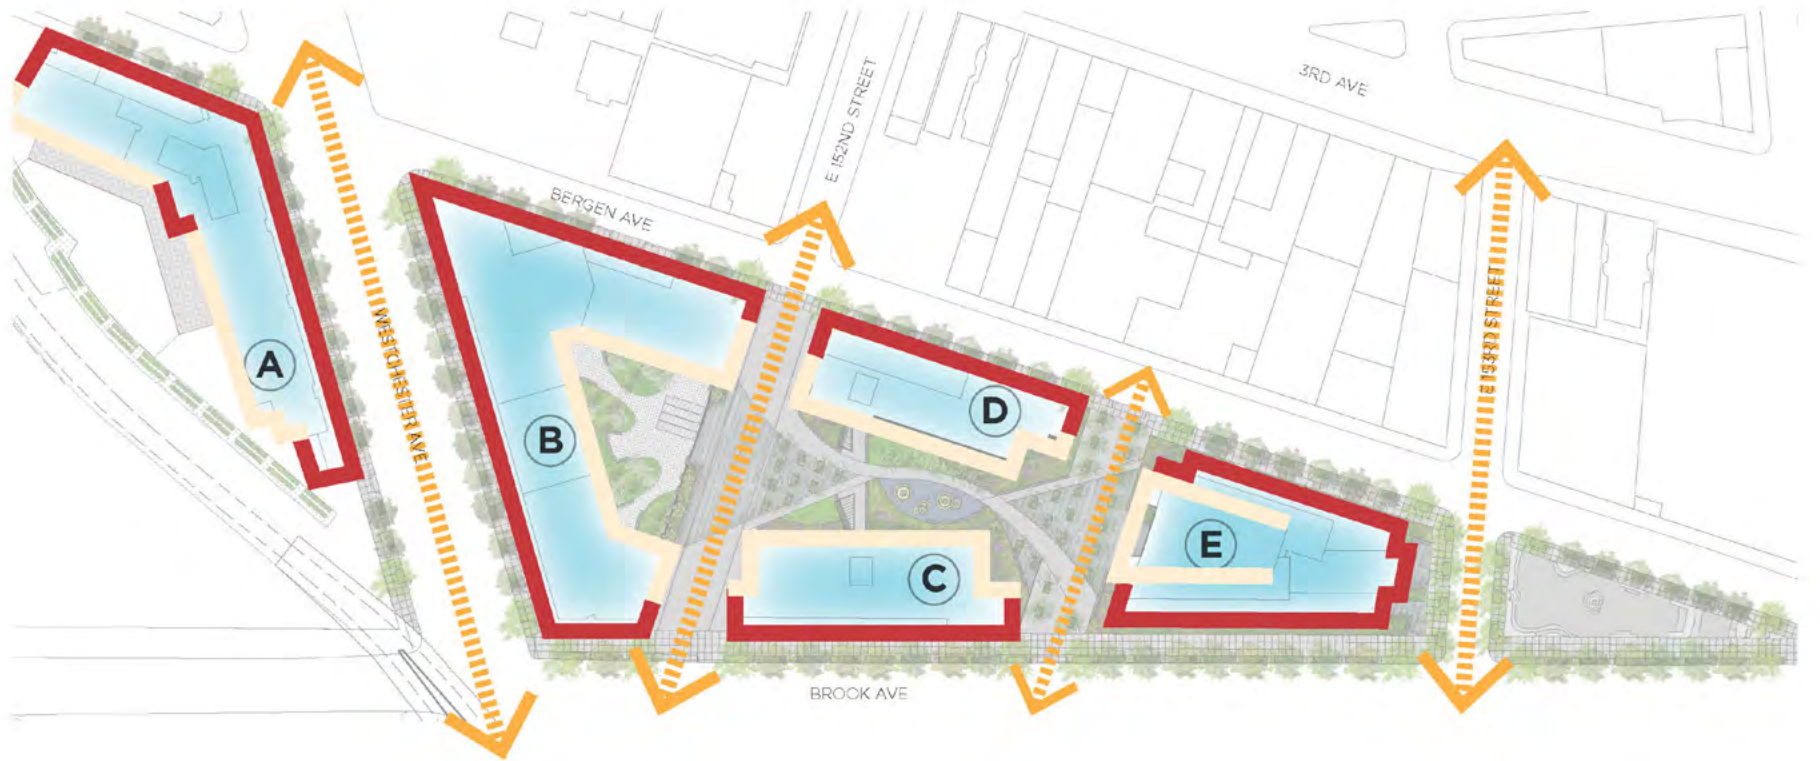 3RD AVE
E 152ND STREET
BERGEN AVE
WESTCHESTER AVE
E 153RD STREET
A
B
D
C
E
BROOK AVE